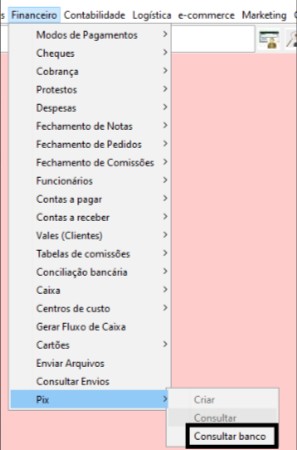 s Financeiro Contabilidade Logística e-commerce Marketing
Modos de Pagamentos
Cheques
Cobrança
Protestos
Despesas
Fechamento de Notas
Fechamento de Pedidos
Fechamento de Comissões
Funcionários
Contas a pagar
Contas a receber
Vales (Clientes)
Tabelas de comissões
Conciliação bancária
Caixa
Centros de custo
Gerar Fluxo de Caixa
Cartões
Enviar Arquivos
Consultar Envios
Pix
Criar
Consultar
Consultar banco